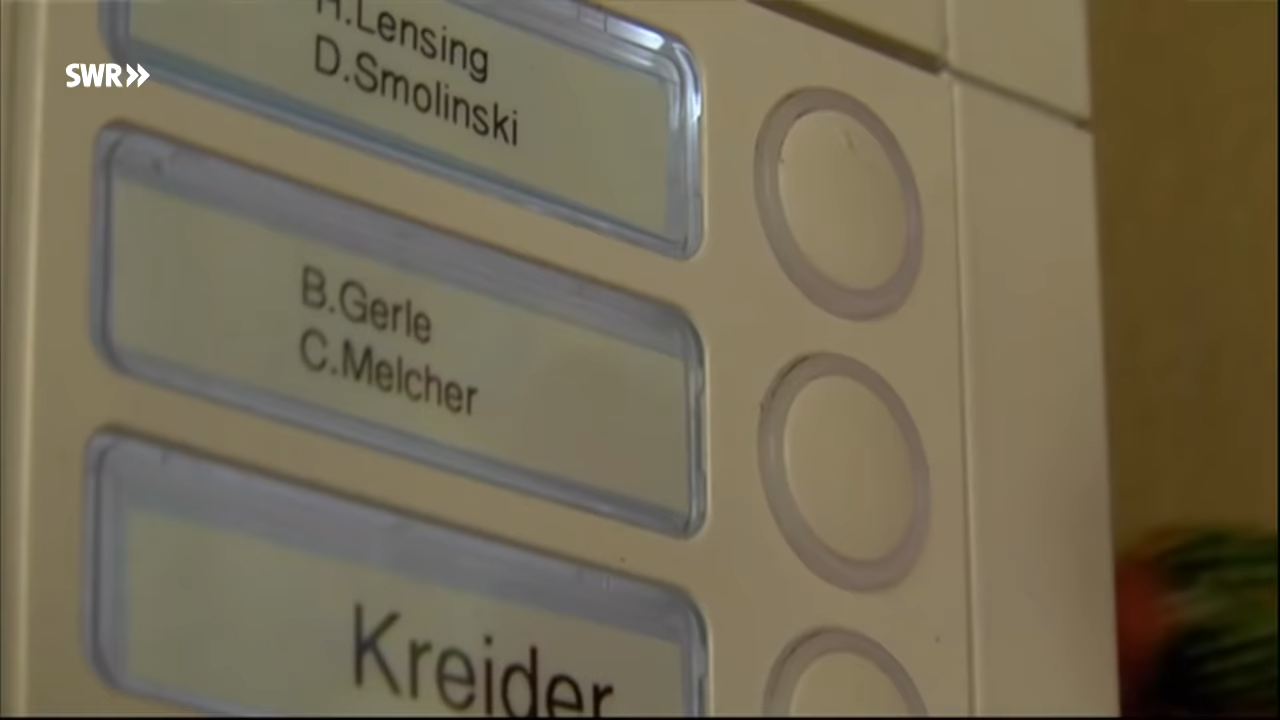 H.Lensing
SWR
D.Smolinski
B.Gerle
C.Melcher
Kreider